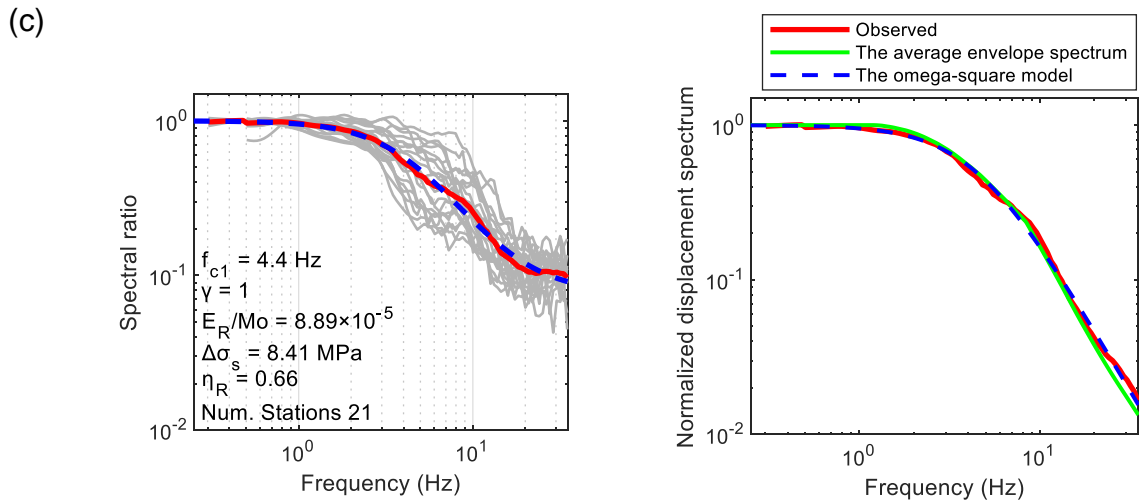 (c)
Spectral ratio
10^0
10^-1
10^-2
f_c1 = 4.4 Hz
γ = 1
E_R/Mo = 8.89×10^-5
Δσ_s = 8.41 MPa
η_R = 0.66
Num. Stations 21
10^0
10^1
Frequency (Hz)
Observed
The average envelope spectrum
The omega-square model
Normalized displacement spectrum
10^0
10^-1
10^-2
10^0
10^1
Frequency (Hz)